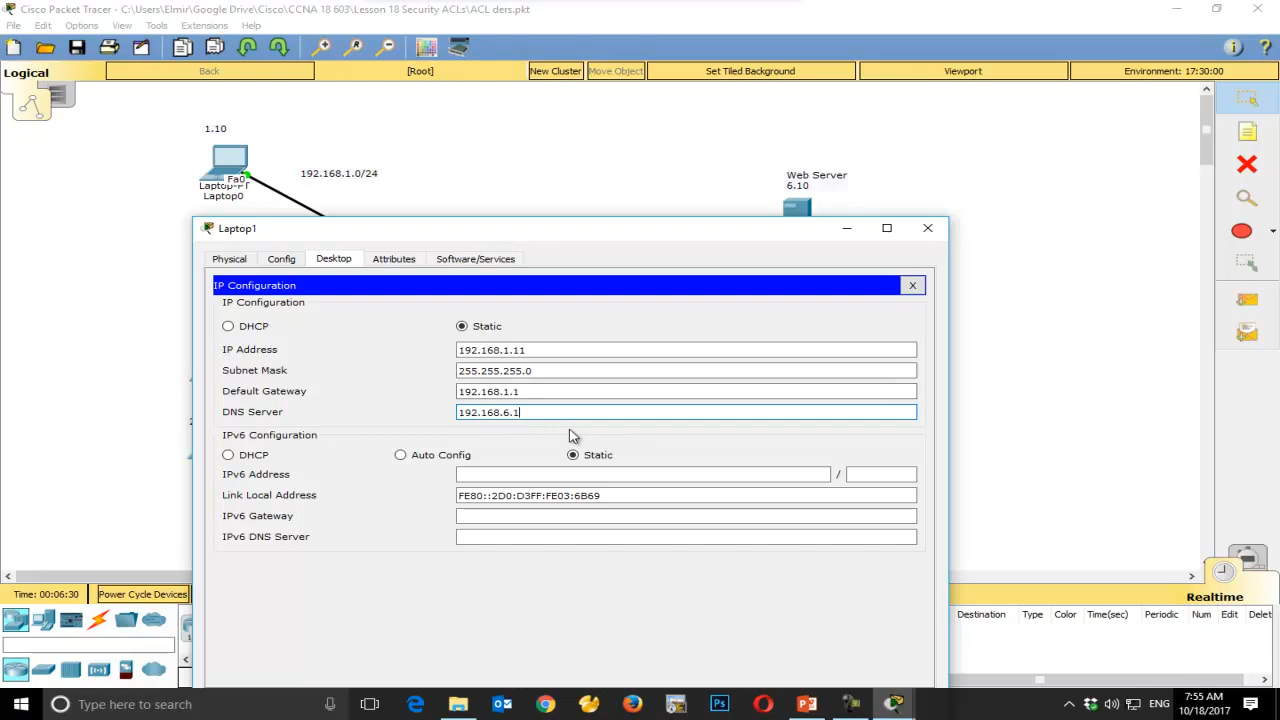 Cisco Packet Tracer - C:\Users\Elmir\Google Drive\Cisco\CCNA 18 603\Lesson 18 Security ACLs\ACL ders.pkt
File Edit Options View Tools Extensions Help
Logical Back [Root] New Cluster Move Object Set Tiled Background Viewport Environment: 17:30:00
1.10
192.168.1.0/24
Web Server
6.10
Fa0
Laptop-PT
Laptop0
Laptop1
Physical Config Desktop Attributes Software/Services
IP Configuration X
IP Configuration
DHCP Static
IP Address 192.168.1.11
Subnet Mask 255.255.255.0
Default Gateway 192.168.1.1
DNS Server 192.168.6.1
IPv6 Configuration
DHCP Auto Config Static
IPv6 Address /
Link Local Address FE80::2D0:D3FF:FE03:6B69
IPv6 Gateway
IPv6 DNS Server
Time: 00:06:30 Power Cycle Devices Realtime
Destination Type Color Time(sec) Periodic Num Edit Delet
Type here to search ENG 7:55 AM
10/18/2017